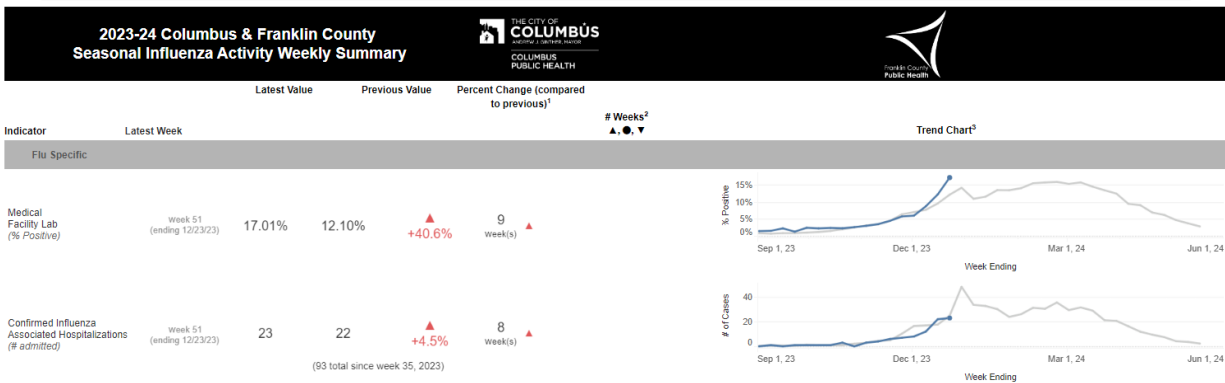 2023-24 Columbus & Franklin County
Seasonal Influenza Activity Weekly Summary
THE CITY OF
COLUMBUS
ANDREW J. GINTHER, MAYOR
COLUMBUS
PUBLIC HEALTH
Franklin County
Public Health
Latest Value
Previous Value
Percent Change (compared
to previous)¹
# Weeks²
▲, ●, ▼
Indicator
Latest Week
Trend Chart³
Flu Specific
Medical
Facility Lab
(% Positive)
week 51
(ending 12/23/23)
17.01%
12.10%
▲
+40.6%
9
week(s)
▲
% Positive
15%
10%
5%
0%
Sep 1, 23
Dec 1, 23
Mar 1, 24
Jun 1, 24
Week Ending
Confirmed Influenza
Associated Hospitalizations
(# admitted)
week 51
(ending 12/23/23)
23
22
▲
+4.5%
8
week(s)
▲
(93 total since week 35, 2023)
# of Cases
40
20
0
Sep 1, 23
Dec 1, 23
Mar 1, 24
Jun 1, 24
Week Ending